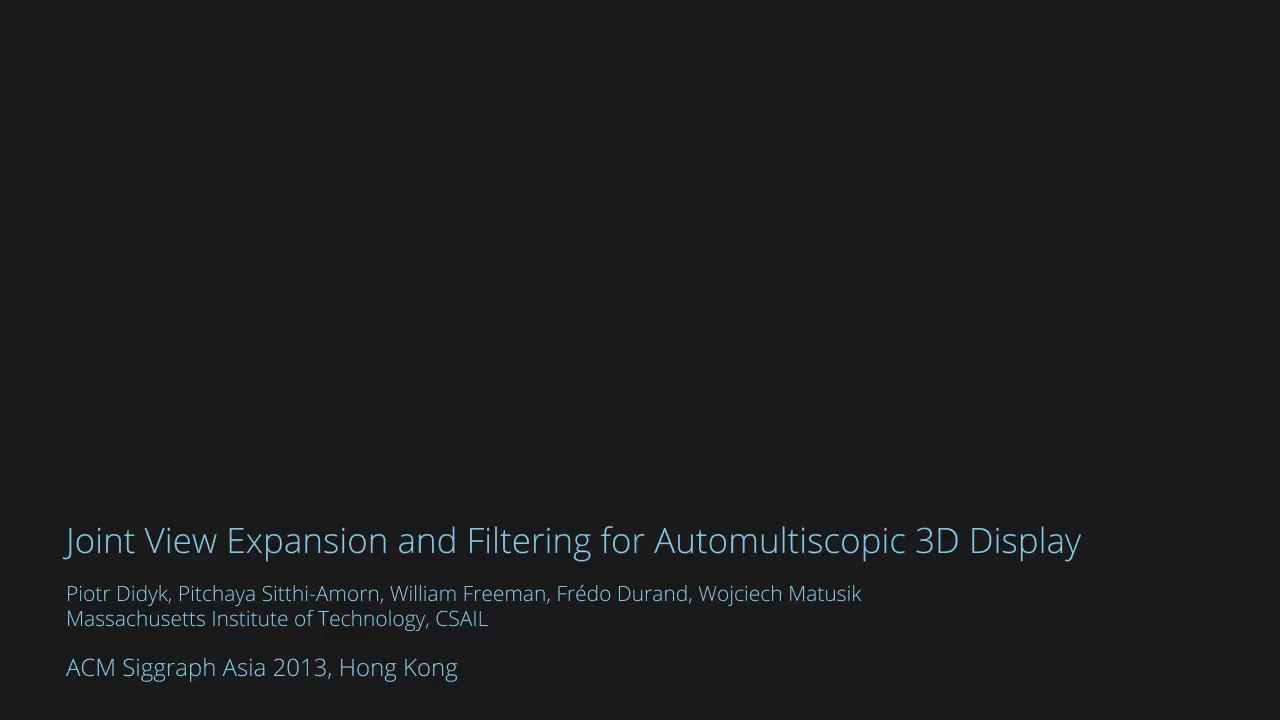 Joint View Expansion and Filtering for Automultiscopic 3D Display
Piotr Didyk, Pitchaya Sitthi-Amorn, William Freeman, Frédo Durand, Wojciech Matusik
Massachusetts Institute of Technology, CSAIL
ACM Siggraph Asia 2013, Hong Kong